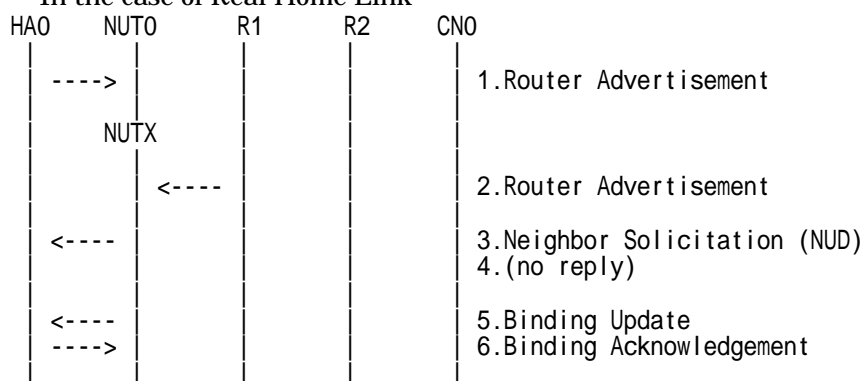 In the case of Real Home Link
HA0 NUT0 R1 R2 CN0
----> 1.Router Advertisement
NUTX
<---- 2.Router Advertisement
<---- 3.Neighbor Solicitation (NUD)
4.(no reply)
<---- 5.Binding Update
----> 6.Binding Acknowledgement